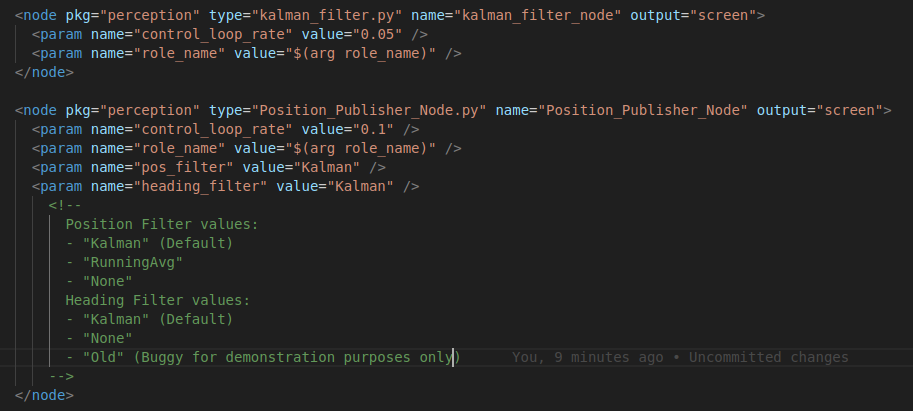 <node pkg="perception" type="kalman_filter.py" name="kalman_filter_node" output="screen">
<param name="control_loop_rate" value="0.05" />
<param name="role_name" value="$(arg role_name)" />
</node>
<node pkg="perception" type="Position_Publisher_Node.py" name="Position_Publisher_Node" output="screen">
<param name="control_loop_rate" value="0.1" />
<param name="role_name" value="$(arg role_name)" />
<param name="pos_filter" value="Kalman" />
<param name="heading_filter" value="Kalman" />
<!--
Position Filter values:
- "Kalman" (Default)
- "RunningAvg"
- "None"
Heading Filter values:
- "Kalman" (Default)
- "None"
- "Old" (Buggy for demonstration purposes only) You, 9 minutes ago • Uncommitted changes
-->
</node>